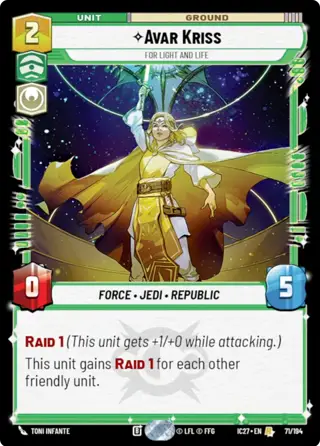 UNIT
GROUND
2
✧Avar Kriss
FOR LIGHT AND LIFE
0
5
FORCE • JEDI • REPUBLIC
RAID 1 (This unit gets +1/+0 while attacking.)
This unit gains RAID 1 for each other
friendly unit.
TONI INFANTE
© LFL © FFG
IC27 • EN
71/194